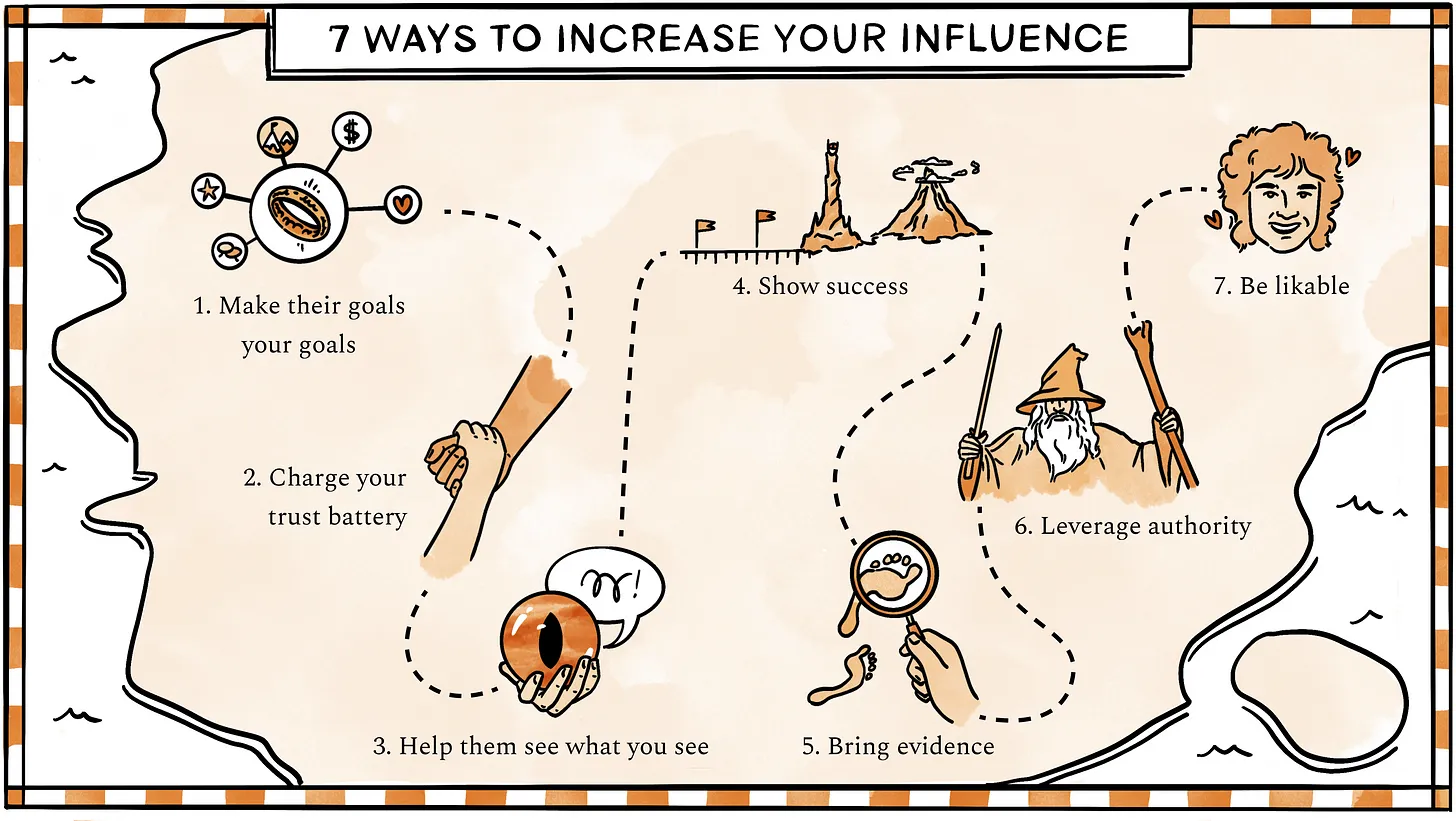 7 WAYS TO INCREASE YOUR INFLUENCE
$
1. Make their goals
your goals
2. Charge your
trust battery
3. Help them see what you see
4. Show success
5. Bring evidence
6. Leverage authority
7. Be likable